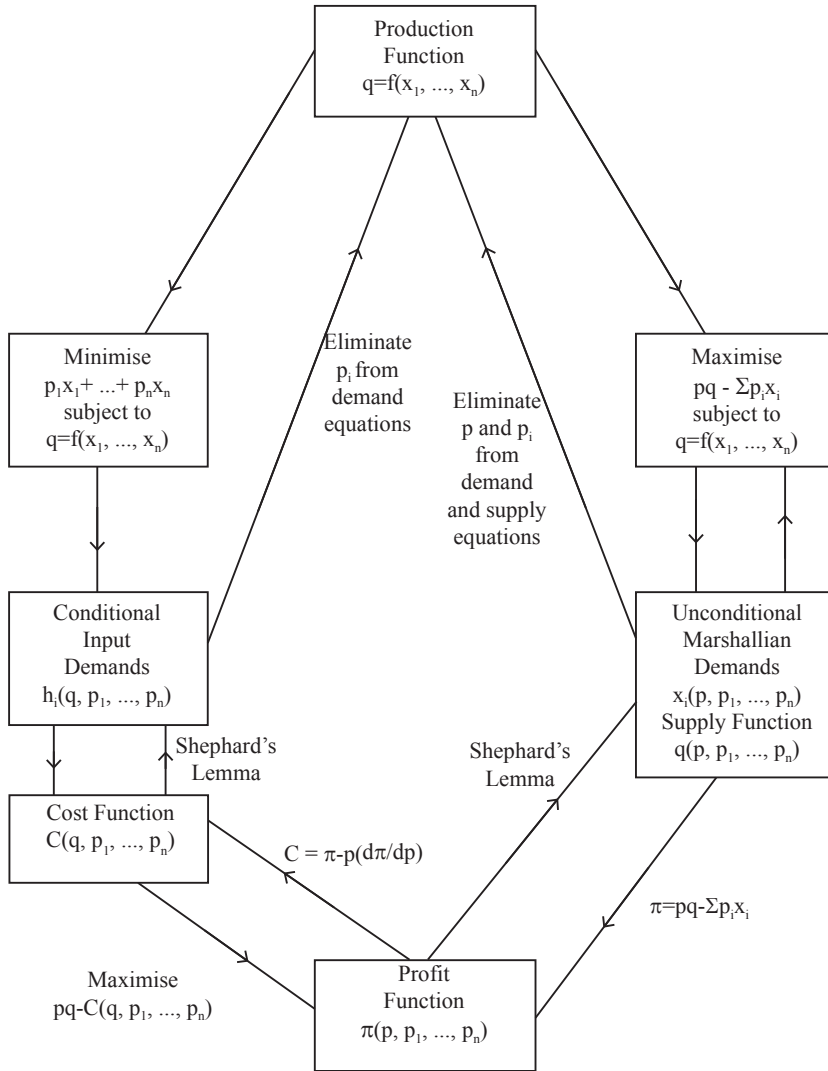 Production
Function
q=f(x₁, ..., xₙ)
Minimise
p₁x₁+ ...+ pₙxₙ
subject to
q=f(x₁, ..., xₙ)
Eliminate
pᵢ from
demand
equations
Eliminate
p and pᵢ
from
demand
and supply
equations
Maximise
pq - Σpᵢxᵢ
subject to
q=f(x₁, ..., xₙ)
Conditional
Input
Demands
hᵢ(q, p₁, ..., pₙ)
Unconditional
Marshallian
Demands
xᵢ(p, p₁, ..., pₙ)
Supply Function
q(p, p₁, ..., pₙ)
Shephard’s
Lemma
Shephard’s
Lemma
Cost Function
C(q, p₁, ..., pₙ)
C = π-p(dπ/dp)
π=pq-Σpᵢxᵢ
Maximise
pq-C(q, p₁, ..., pₙ)
Profit
Function
π(p, p₁, ..., pₙ)